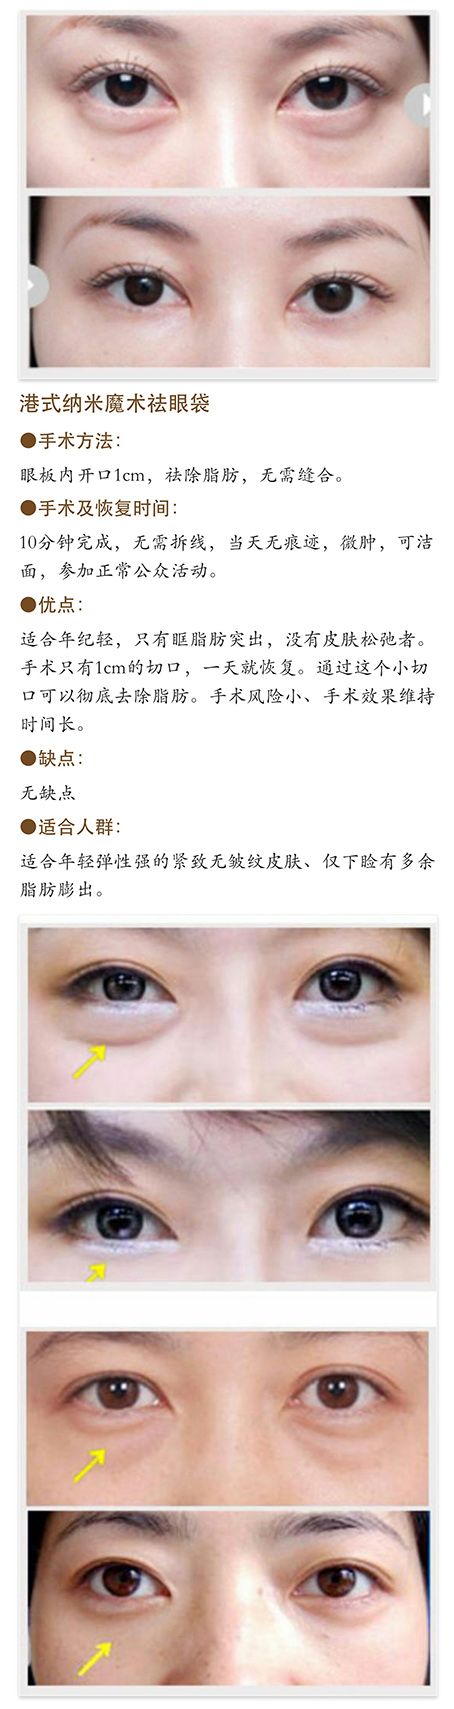 港式纳米魔术祛眼袋
●手术方法：
眼板内开口1cm，祛除脂肪，无需缝合。
●手术及恢复时间：
10分钟完成，无需拆线，当天无痕迹，微肿，可洁
面，参加正常公众活动。
●优点：
适合年纪轻，只有眶脂肪突出，没有皮肤松弛者。
手术只有1cm的切口，一天就恢复。通过这个小切
口可以彻底去除脂肪。手术风险小、手术效果维持
时间长。
●缺点：
无缺点
●适合人群：
适合年轻弹性强的紧致无皱纹皮肤、仅下睑有多余
脂肪膨出。